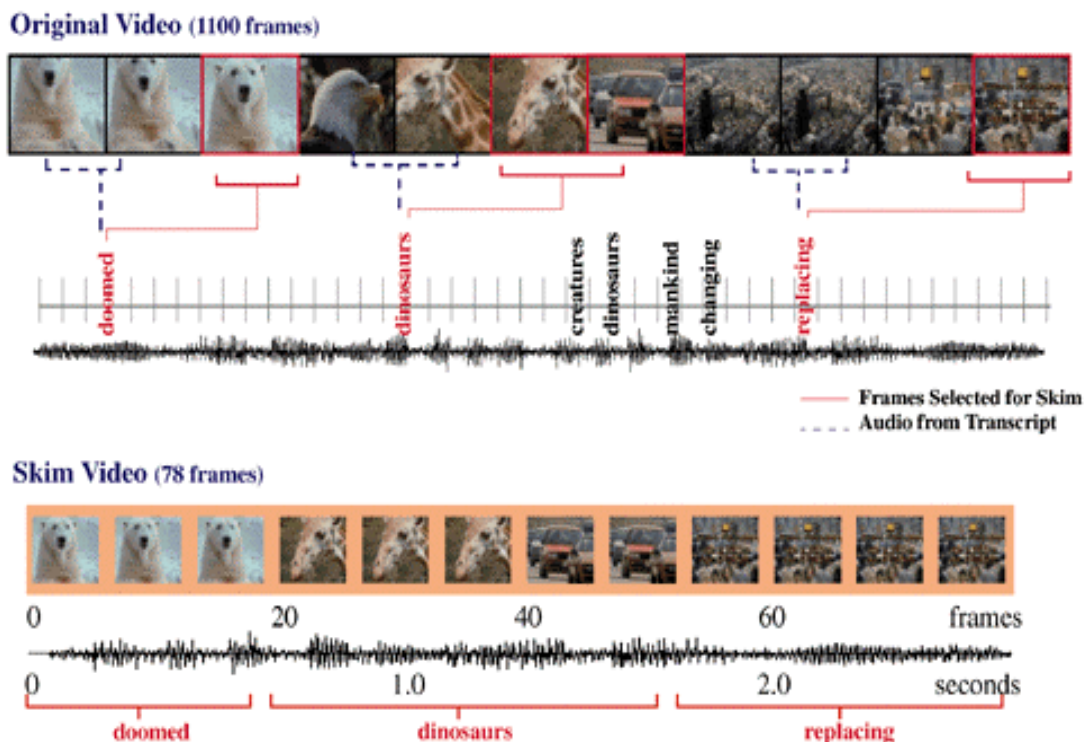 Original Video (1100 frames)
doomed
dinosaurs
creatures
dinosaurs
mankind
changing
replacing
Frames Selected for Skim
Audio from Transcript
Skim Video (78 frames)
0 20 40 60 frames
0 1.0 2.0 seconds
doomed dinosaurs replacing